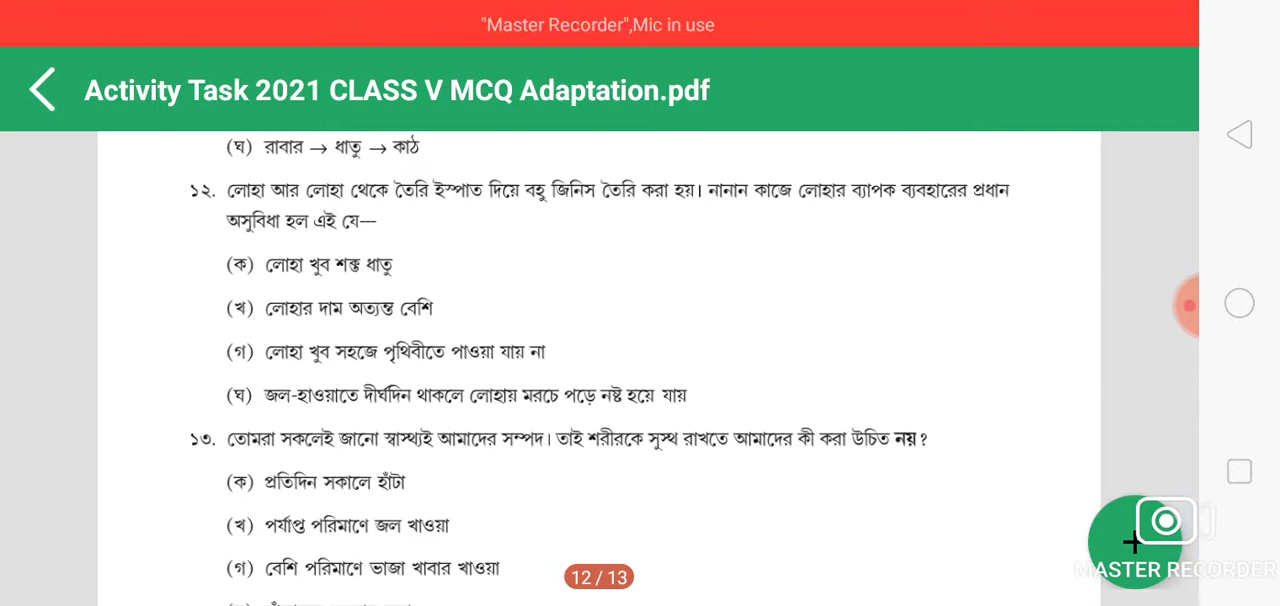 "Master Recorder",Mic in use
Activity Task 2021 CLASS V MCQ Adaptation.pdf
(ঘ) রাবার → ধাতু → কাঠ
১২. লোহা আর লোহা থেকে তৈরি ইস্পাত দিয়ে বহু জিনিস তৈরি করা হয়। নানান কাজে লোহার ব্যাপক ব্যবহারের প্রধান
অসুবিধা হল এই যে—
(ক) লোহা খুব শক্ত ধাতু
(খ) লোহার দাম অত্যন্ত বেশি
(গ) লোহা খুব সহজে পৃথিবীতে পাওয়া যায় না
(ঘ) জল-হাওয়াতে দীর্ঘদিন থাকলে লোহায় মরচে পড়ে নষ্ট হয়ে যায়
১৩. তোমরা সকলেই জানো স্বাস্থ্যই আমাদের সম্পদ। তাই শরীরকে সুস্থ রাখতে আমাদের কী করা উচিত নয়?
(ক) প্রতিদিন সকালে হাঁটা
(খ) পর্যাপ্ত পরিমাণে জল খাওয়া
(গ) বেশি পরিমাণে ভাজা খাবার খাওয়া
12 / 13
MASTER RECORDER